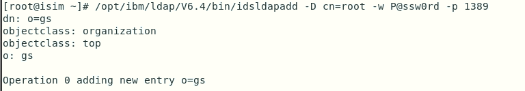 [root@isim ~]# /opt/ibm/ldap/V6.4/bin/idsldapadd -D cn=root -w P@ssw0rd -p 1389
dn: o=gs
objectclass: organization
objectclass: top
o: gs
Operation 0 adding new entry o=gs